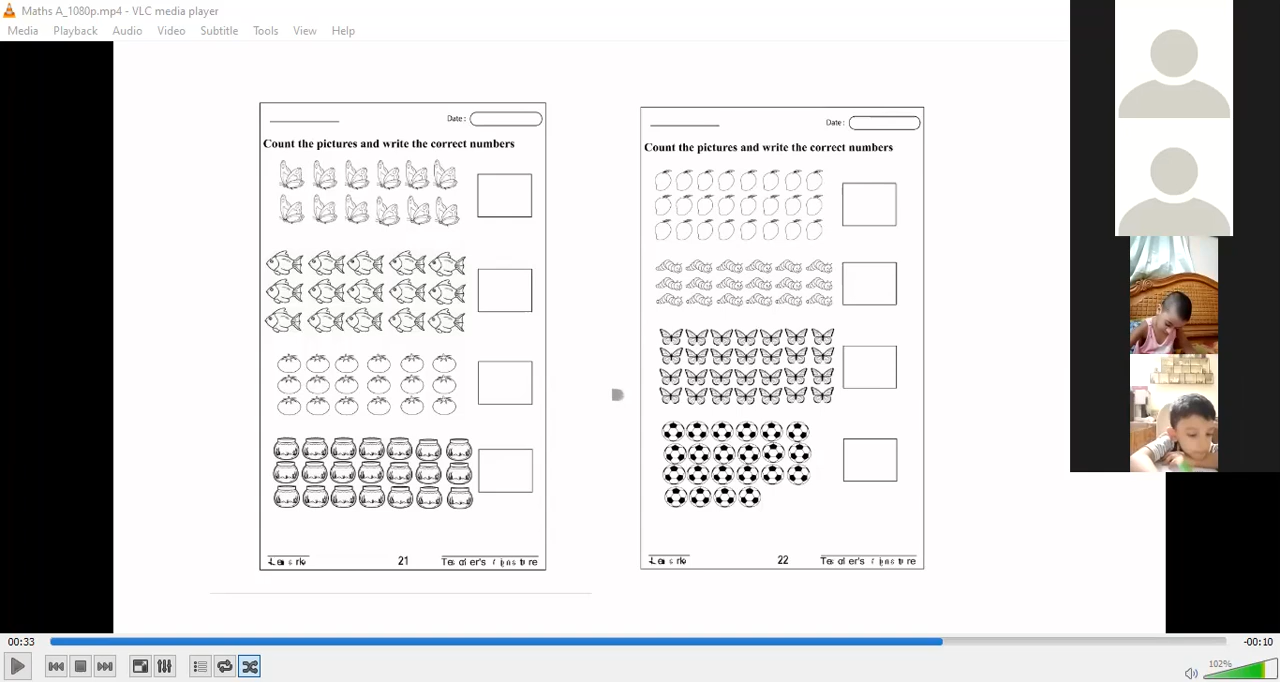 Maths A_1080p.mp4 - VLC media player
Media Playback Audio Video Subtitle Tools View Help
Date :
Count the pictures and write the correct numbers
21
Date :
Count the pictures and write the correct numbers
22
00:33
-00:10
102%